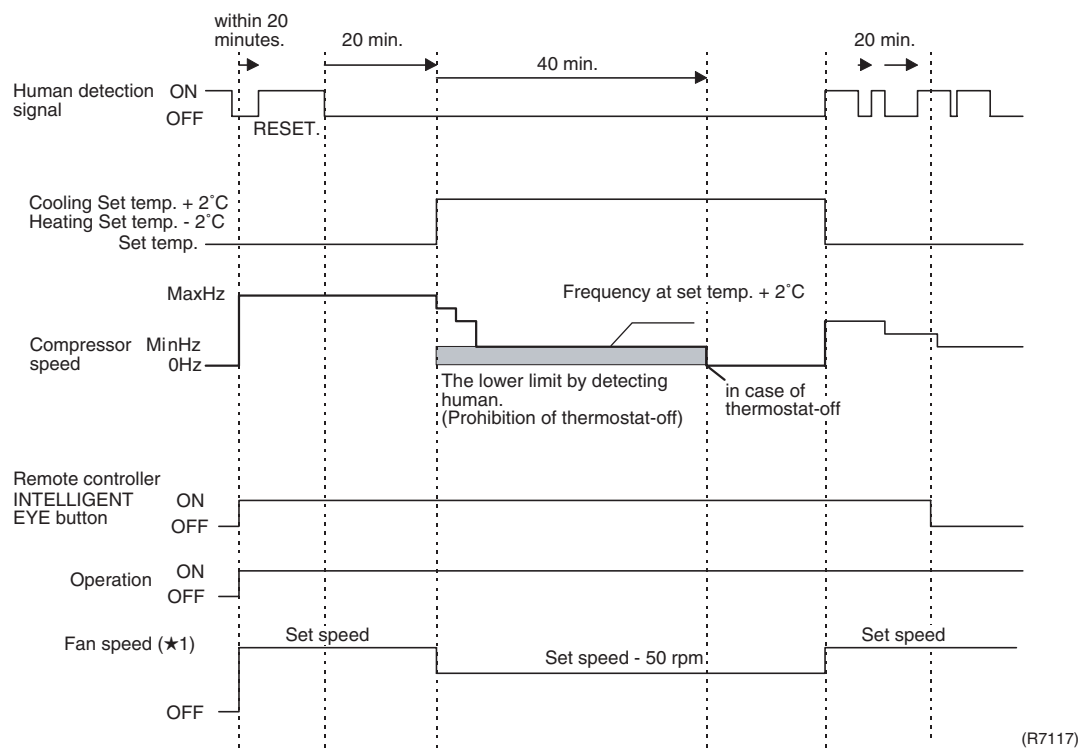 within 20
minutes.
20 min.
40 min.
20 min.
Human detection
signal
ON
OFF
RESET.
Cooling Set temp. + 2˚C
Heating Set temp. - 2˚C
Set temp.
MaxHz
Frequency at set temp. + 2˚C
Compressor
speed
MinHz
0Hz
The lower limit by detecting
human.
(Prohibition of thermostat-off)
in case of
thermostat-off
Remote controller
INTELLIGENT
EYE button
ON
OFF
Operation
ON
OFF
Fan speed (★1)
Set speed
Set speed - 50 rpm
Set speed
OFF
(R7117)